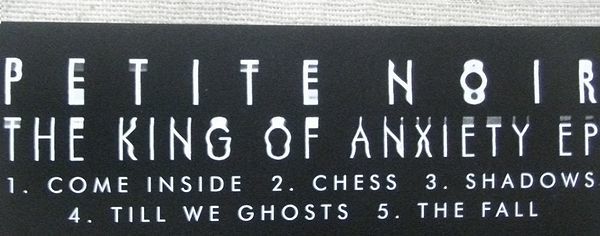 PETITE NOIR
THE KING OF ANXIETY EP
1. COME INSIDE 2. CHESS 3. SHADOWS
4. TILL WE GHOSTS 5. THE FALL